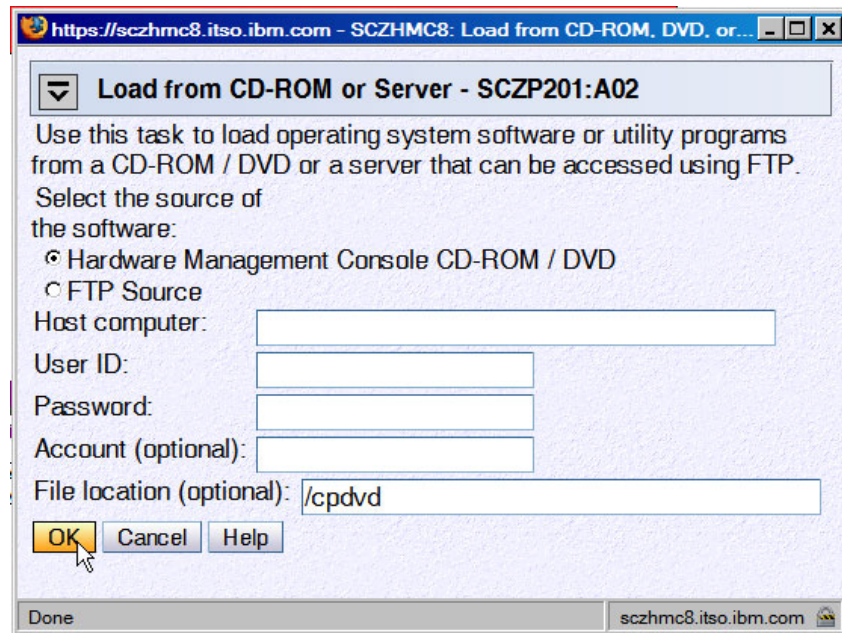 https://sczhmc8.itso.ibm.com - SCZHMC8: Load from CD-ROM, DVD, or...
Load from CD-ROM or Server - SCZP201:A02
Use this task to load operating system software or utility programs
from a CD-ROM / DVD or a server that can be accessed using FTP.
Select the source of
the software:
Hardware Management Console CD-ROM / DVD
FTP Source
Host computer:
User ID:
Password:
Account (optional):
File location (optional): /cpdvd
OK Cancel Help
Done sczhmc8.itso.ibm.com